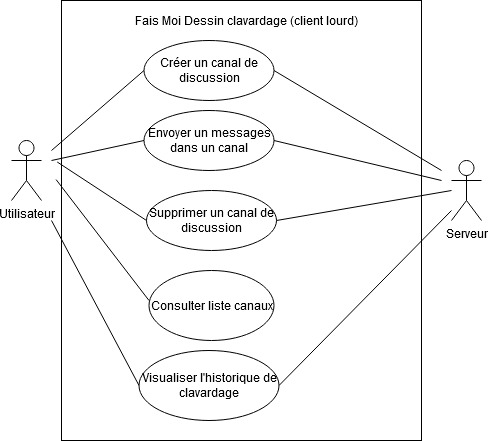 Fais Moi Dessin clavardage (client lourd)
Créer un canal de
discussion
Envoyer un messages
dans un canal
Utilisateur
Supprimer un canal de
discussion
Serveur
Consulter liste canaux
Visualiser l'historique de
clavardage